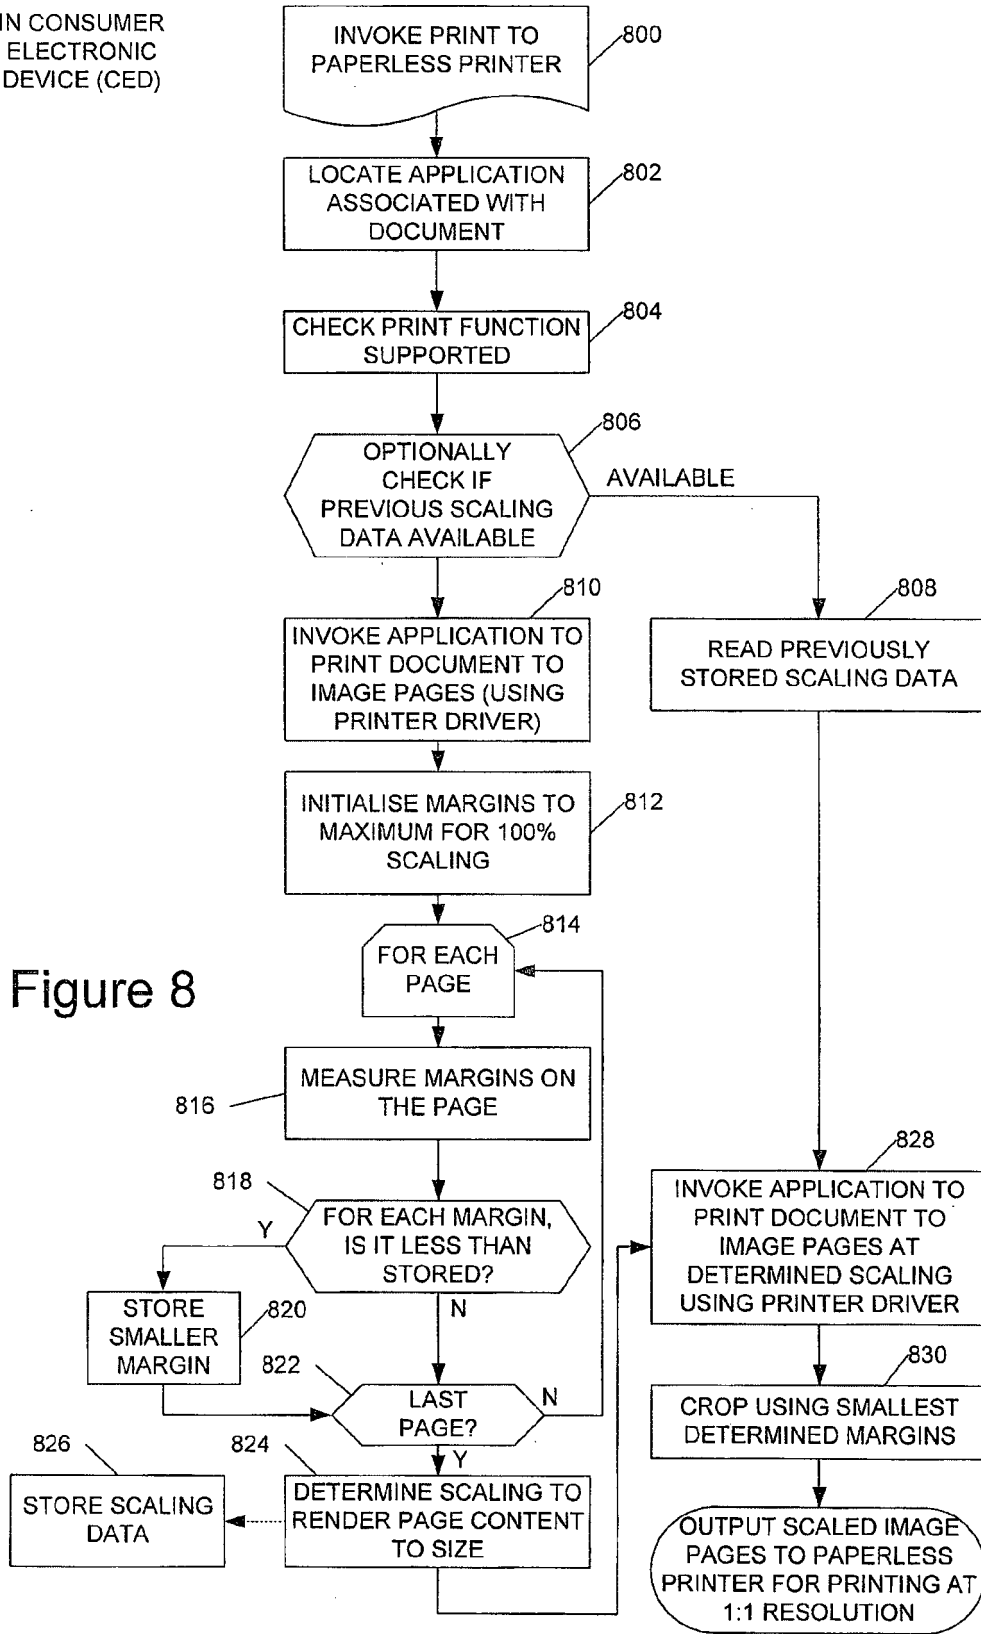 IN CONSUMER
ELECTRONIC
DEVICE (CED)
INVOKE PRINT TO
PAPERLESS PRINTER
800
LOCATE APPLICATION
ASSOCIATED WITH
DOCUMENT
802
CHECK PRINT FUNCTION
SUPPORTED
804
OPTIONALLY
CHECK IF
PREVIOUS SCALING
DATA AVAILABLE
806
AVAILABLE
INVOKE APPLICATION TO
PRINT DOCUMENT TO
IMAGE PAGES (USING
PRINTER DRIVER)
810
READ PREVIOUSLY
STORED SCALING DATA
808
INITIALISE MARGINS TO
MAXIMUM FOR 100%
SCALING
812
FOR EACH
PAGE
814
Figure 8
MEASURE MARGINS ON
THE PAGE
816
FOR EACH MARGIN,
IS IT LESS THAN
STORED?
818
Y
N
STORE
SMALLER
MARGIN
820
LAST
PAGE?
822
N
Y
DETERMINE SCALING TO
RENDER PAGE CONTENT
TO SIZE
824
STORE SCALING
DATA
826
INVOKE APPLICATION TO
PRINT DOCUMENT TO
IMAGE PAGES AT
DETERMINED SCALING
USING PRINTER DRIVER
828
CROP USING SMALLEST
DETERMINED MARGINS
830
OUTPUT SCALED IMAGE
PAGES TO PAPERLESS
PRINTER FOR PRINTING AT
1:1 RESOLUTION